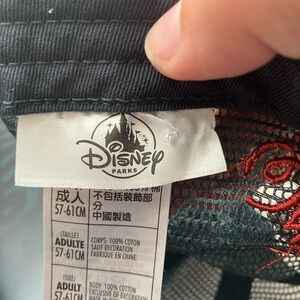 Disney
PARKS
成人
57-61CM
不包括裝飾部
分
中國製造
(TAILLE)
ADULTE
57-61CM
CORPS: 100% COTON
SAUF DÉCORATION
FABRIQUÉ EN CHINE
(SIZE)
ADULT
57-61CM
BODY: 100% COTTON
EXCLUSIVE OF DECORATION
MADE IN